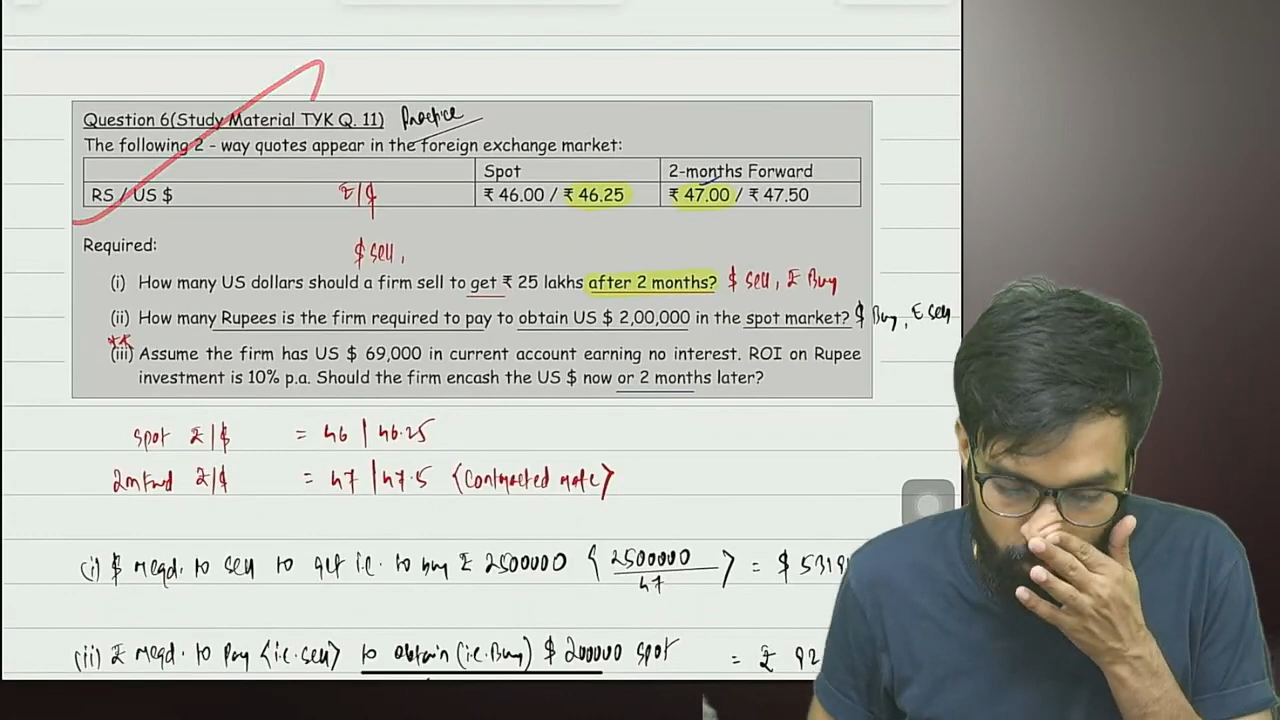 Question 6(Study Material TYK Q. 11) Practice
The following 2 - way quotes appear in the foreign exchange market:
Spot 2-months Forward
RS / US $ ₹/$ ₹ 46.00 / ₹ 46.25 ₹ 47.00 / ₹ 47.50
Required:
$ sell,
(i) How many US dollars should a firm sell to get ₹ 25 lakhs after 2 months? $ sell, ₹ Buy
(ii) How many Rupees is the firm required to pay to obtain US $ 2,00,000 in the spot market? $ Buy, ₹ sell
**
(iii) Assume the firm has US $ 69,000 in current account earning no interest. ROI on Rupee
investment is 10% p.a. Should the firm encash the US $ now or 2 months later?
spot ₹/$ = 46 / 46.25
2m fwd ₹/$ = 47 / 47.5 (Contracted rate)
(i) $ reqd. to sell to get i.e. to buy ₹ 2500000 (2500000
47) = $ 5319
(ii) ₹ reqd. to pay (i.e. sell) to obtain (i.e. Buy) $ 200000 spot = ₹ 92